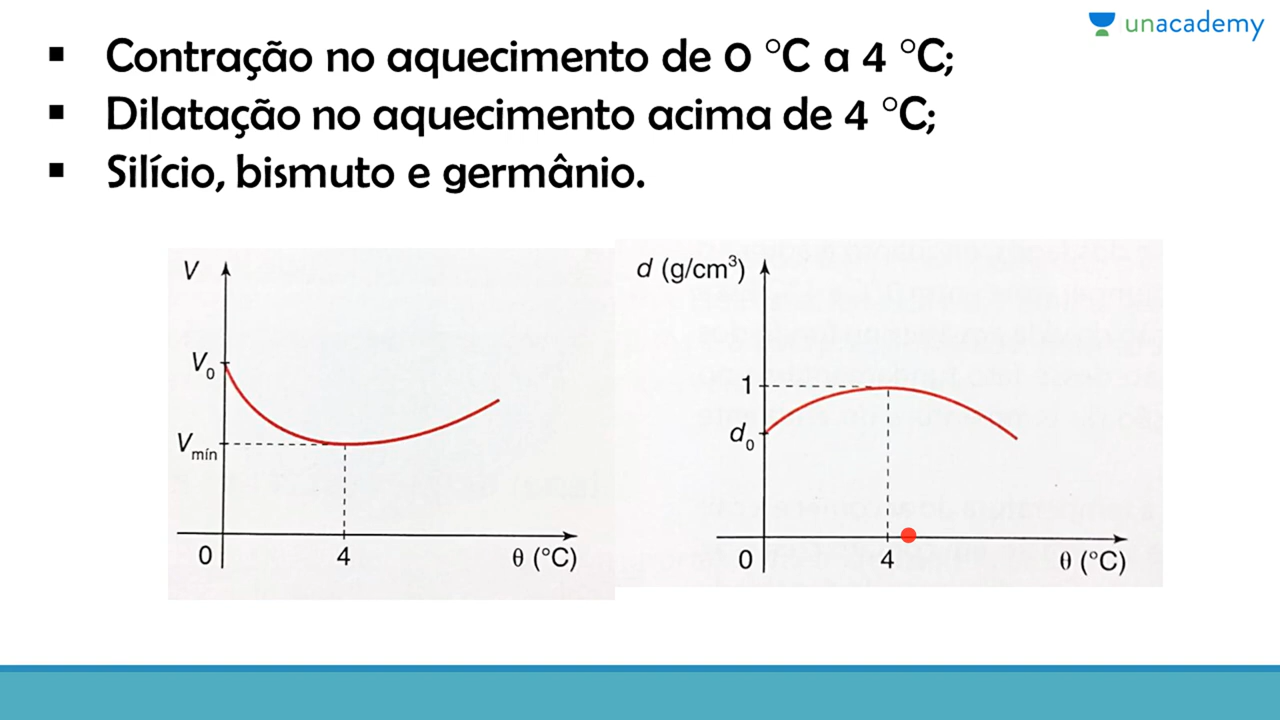 unacademy
▪ Contração no aquecimento de 0 °C a 4 °C;
▪ Dilatação no aquecimento acima de 4 °C;
▪ Silício, bismuto e germânio.
V
V₀
Vmín
0
4
θ (°C)
d (g/cm³)
1
d₀
0
4
θ (°C)